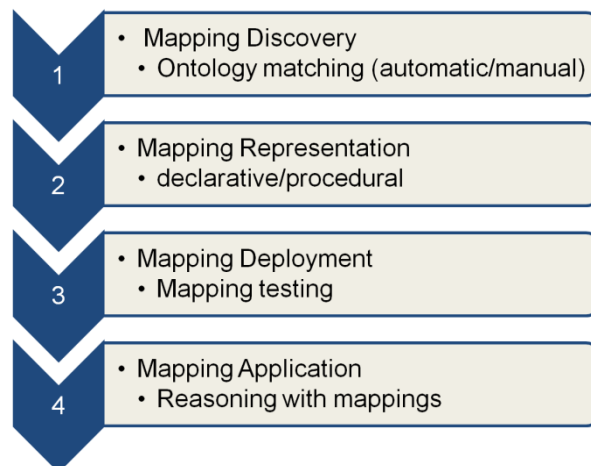 1
• Mapping Discovery
• Ontology matching (automatic/manual)
2
• Mapping Representation
• declarative/procedural
3
• Mapping Deployment
• Mapping testing
4
• Mapping Application
• Reasoning with mappings